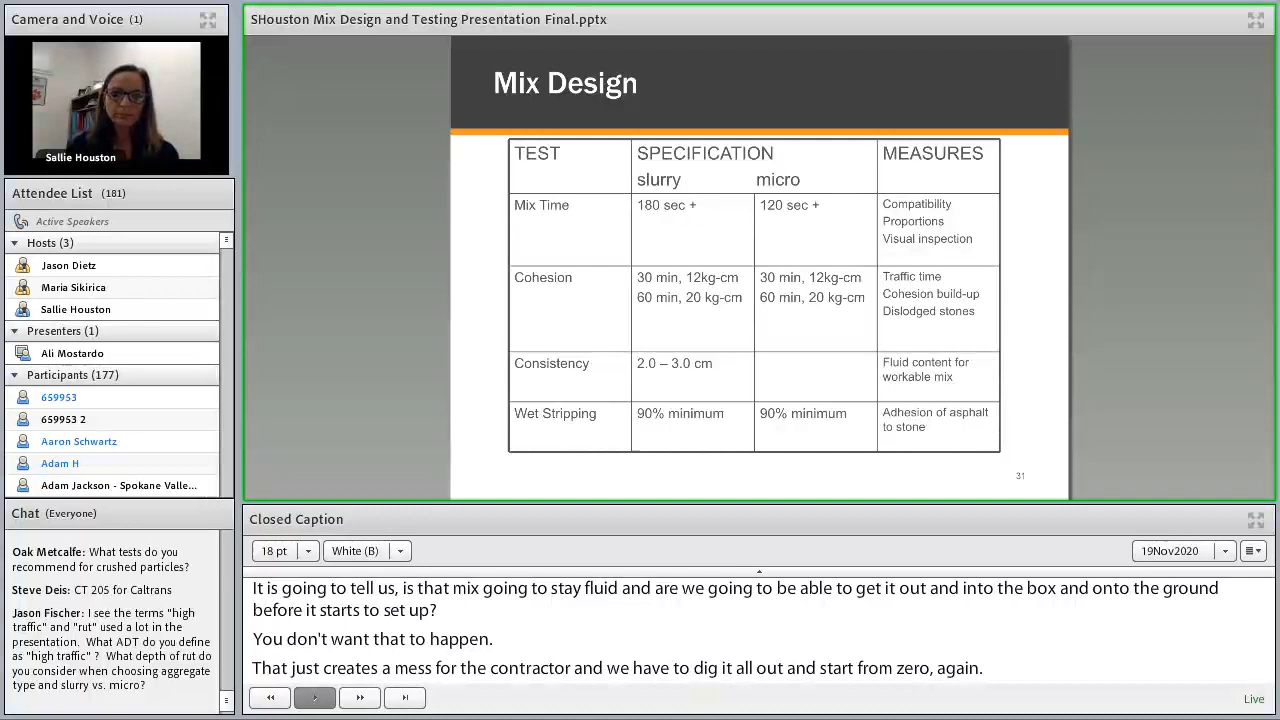 Camera and Voice (1)
Sallie Houston
Attendee List (181)
Active Speakers
Hosts (3)
Jason Dietz
Maria Sikirica
Sallie Houston
Presenters (1)
Ali Mostardo
Participants (177)
659953
659953 2
Aaron Schwartz
Adam H
Adam Jackson - Spokane Valle...
Chat (Everyone)
Oak Metcalfe: What tests do you
recommend for crushed particles?
Steve Deis: CT 205 for Caltrans
Jason Fischer: I see the terms "high
traffic" and "rut" used a lot in the
presentation. What ADT do you define
as "high traffic" ? What depth of rut do
you consider when choosing aggregate
type and slurry vs. micro?
SHouston Mix Design and Testing Presentation Final.pptx
Mix Design
TEST SPECIFICATION MEASURES
slurry micro
Mix Time 180 sec + 120 sec + Compatibility
Proportions
Visual inspection
Cohesion 30 min, 12kg-cm 30 min, 12kg-cm Traffic time
60 min, 20 kg-cm 60 min, 20 kg-cm Cohesion build-up
Dislodged stones
Consistency 2.0 – 3.0 cm Fluid content for
workable mix
Wet Stripping 90% minimum 90% minimum Adhesion of asphalt
to stone
31
Closed Caption
18 pt White (B) 19Nov2020
It is going to tell us, is that mix going to stay fluid and are we going to be able to get it out and into the box and onto the ground
before it starts to set up?
You don't want that to happen.
That just creates a mess for the contractor and we have to dig it all out and start from zero, again.
Live